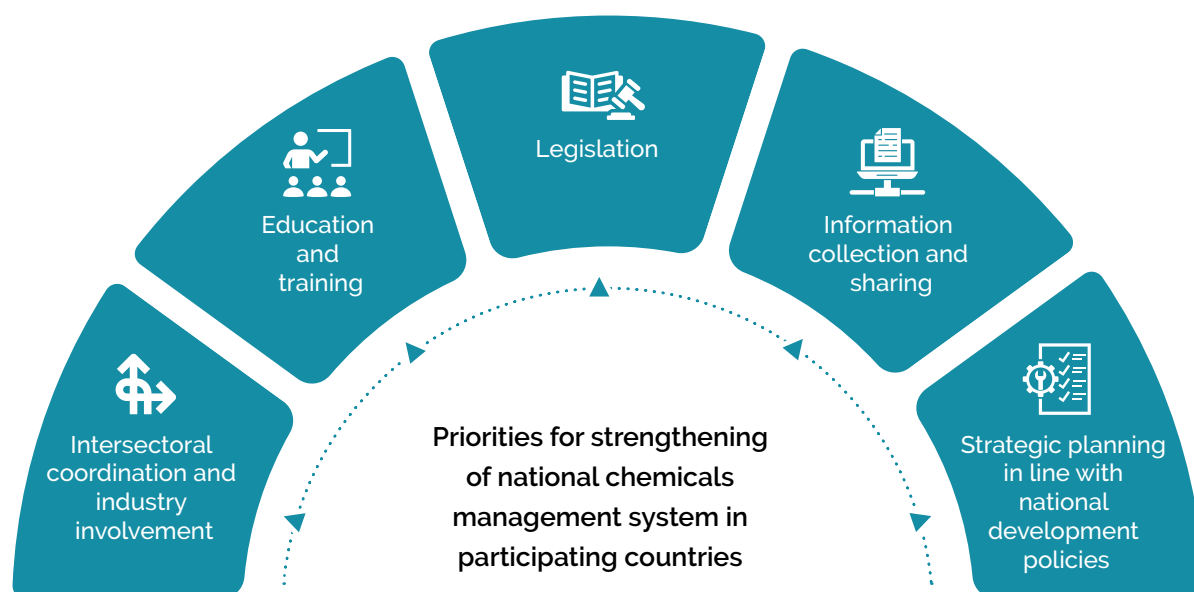 Intersectoral
coordination and
industry
involvement
Education
and
training
Legislation
Information
collection and
sharing
Strategic planning
in line with
national
development
policies
Priorities for strengthening
of national chemicals
management system in
participating countries